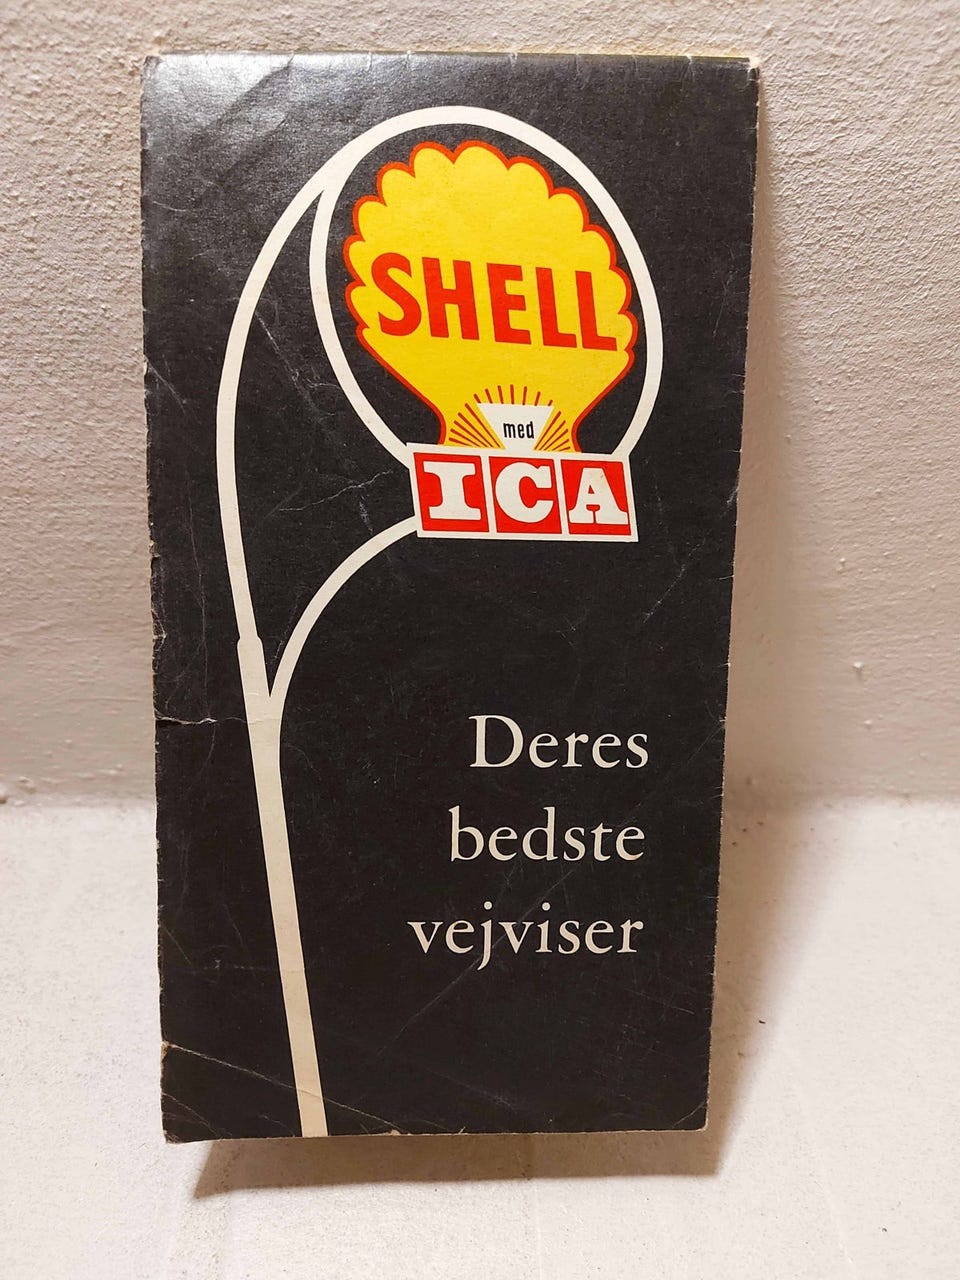 SHELL
med
ICA
Deres
bedste
vejviser